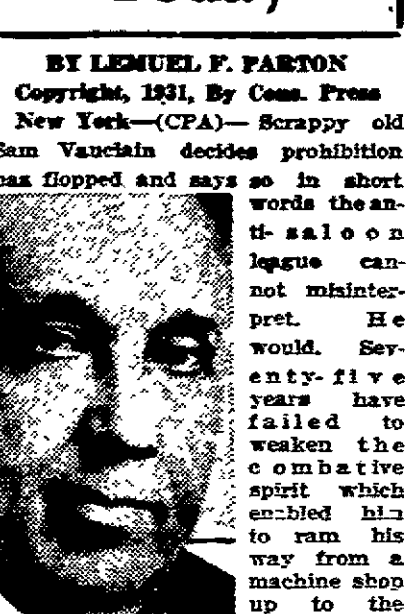 BY LEMUEL F. PARTON
Copyright, 1931, By Cons. Press
New York—(CPA)— Scrappy old
Sam Vauclain decides prohibition
has flopped and says so in short
words the an-
ti- saloon
league can-
not misinter-
pret. He
would. Sev-
enty-five
years have
failed to
weaken the
combative
spirit which
enabled him
to ram his
way from a
machine shop
up to the